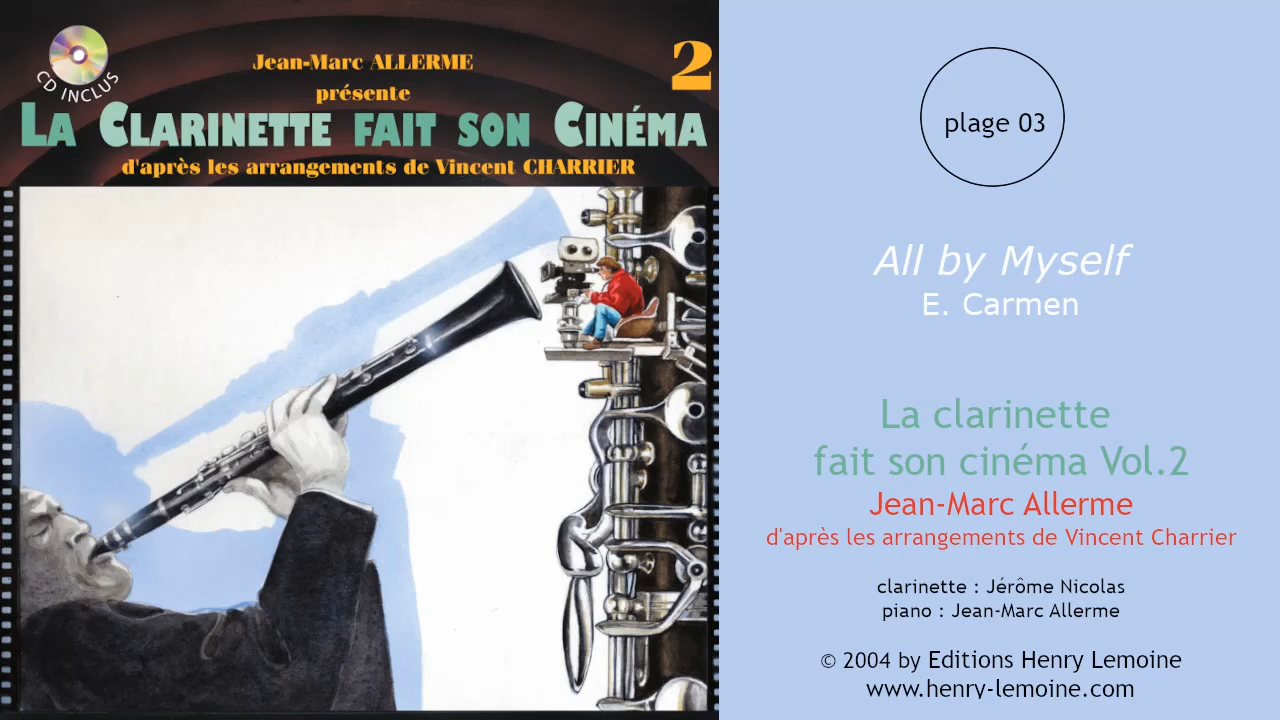 CD INCLUS
Jean-Marc ALLERME
2
présente
LA CLARINETTE FAIT SON CINÉMA
d'après les arrangements de Vincent CHARRIER
plage 03
All by Myself
E. Carmen
La clarinette
fait son cinéma Vol.2
Jean-Marc Allerme
d'après les arrangements de Vincent Charrier
clarinette : Jérôme Nicolas
piano : Jean-Marc Allerme
© 2004 by Editions Henry Lemoine
www.henry-lemoine.com